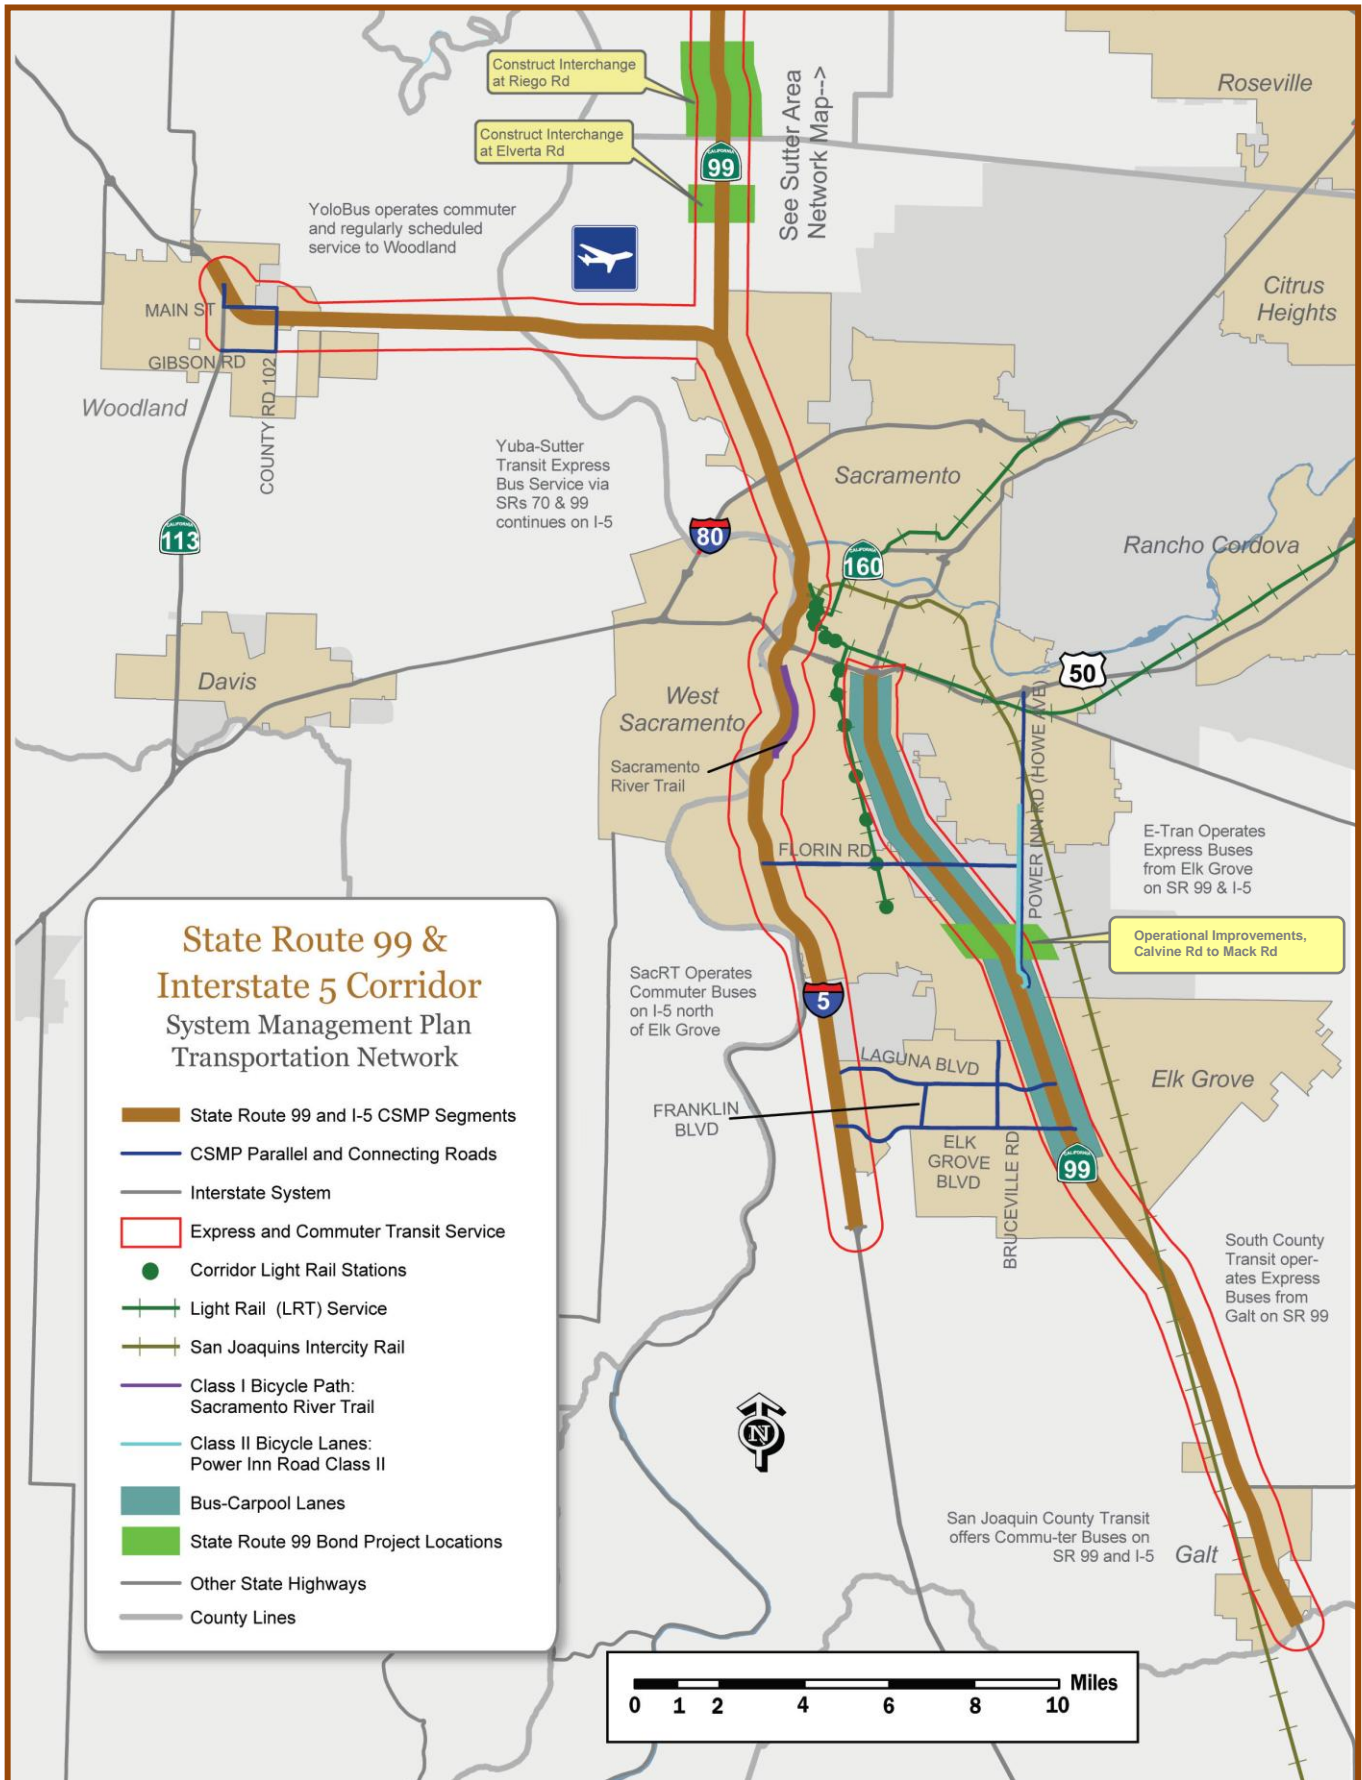 Construct Interchange
at Riego Rd
Construct Interchange
at Elverta Rd
CALIFORNIA
99
See Sutter Area
Network Map-->
Roseville
YoloBus operates commuter
and regularly scheduled
service to Woodland
Citrus
Heights
MAIN ST
GIBSON RD
COUNTY RD 102
Woodland
Yuba-Sutter
Transit Express
Bus Service via
SRs 70 & 99
continues on I-5
Sacramento
CALIFORNIA
113
80
CALIFORNIA
160
Rancho Cordova
50
Davis
West
Sacramento
Sacramento
River Trail
POWER INN RD (HOWE AVE)
FLORIN RD
E-Tran Operates
Express Buses
from Elk Grove
on SR 99 & I-5
Operational Improvements,
Calvine Rd to Mack Rd
SacRT Operates
Commuter Buses
on I-5 north
of Elk Grove
5
LAGUNA BLVD
Elk Grove
FRANKLIN
BLVD
ELK
GROVE
BLVD
BRUCEVILLE RD
CALIFORNIA
99
South County
Transit oper-
ates Express
Buses from
Galt on SR 99
State Route 99 &
Interstate 5 Corridor
System Management Plan
Transportation Network
State Route 99 and I-5 CSMP Segments
CSMP Parallel and Connecting Roads
Interstate System
Express and Commuter Transit Service
Corridor Light Rail Stations
Light Rail (LRT) Service
San Joaquins Intercity Rail
Class I Bicycle Path:
Sacramento River Trail
Class II Bicycle Lanes:
Power Inn Road Class II
Bus-Carpool Lanes
State Route 99 Bond Project Locations
Other State Highways
County Lines
N
San Joaquin County Transit
offers Commu-ter Buses on
SR 99 and I-5
Galt
Miles
0 1 2 4 6 8 10